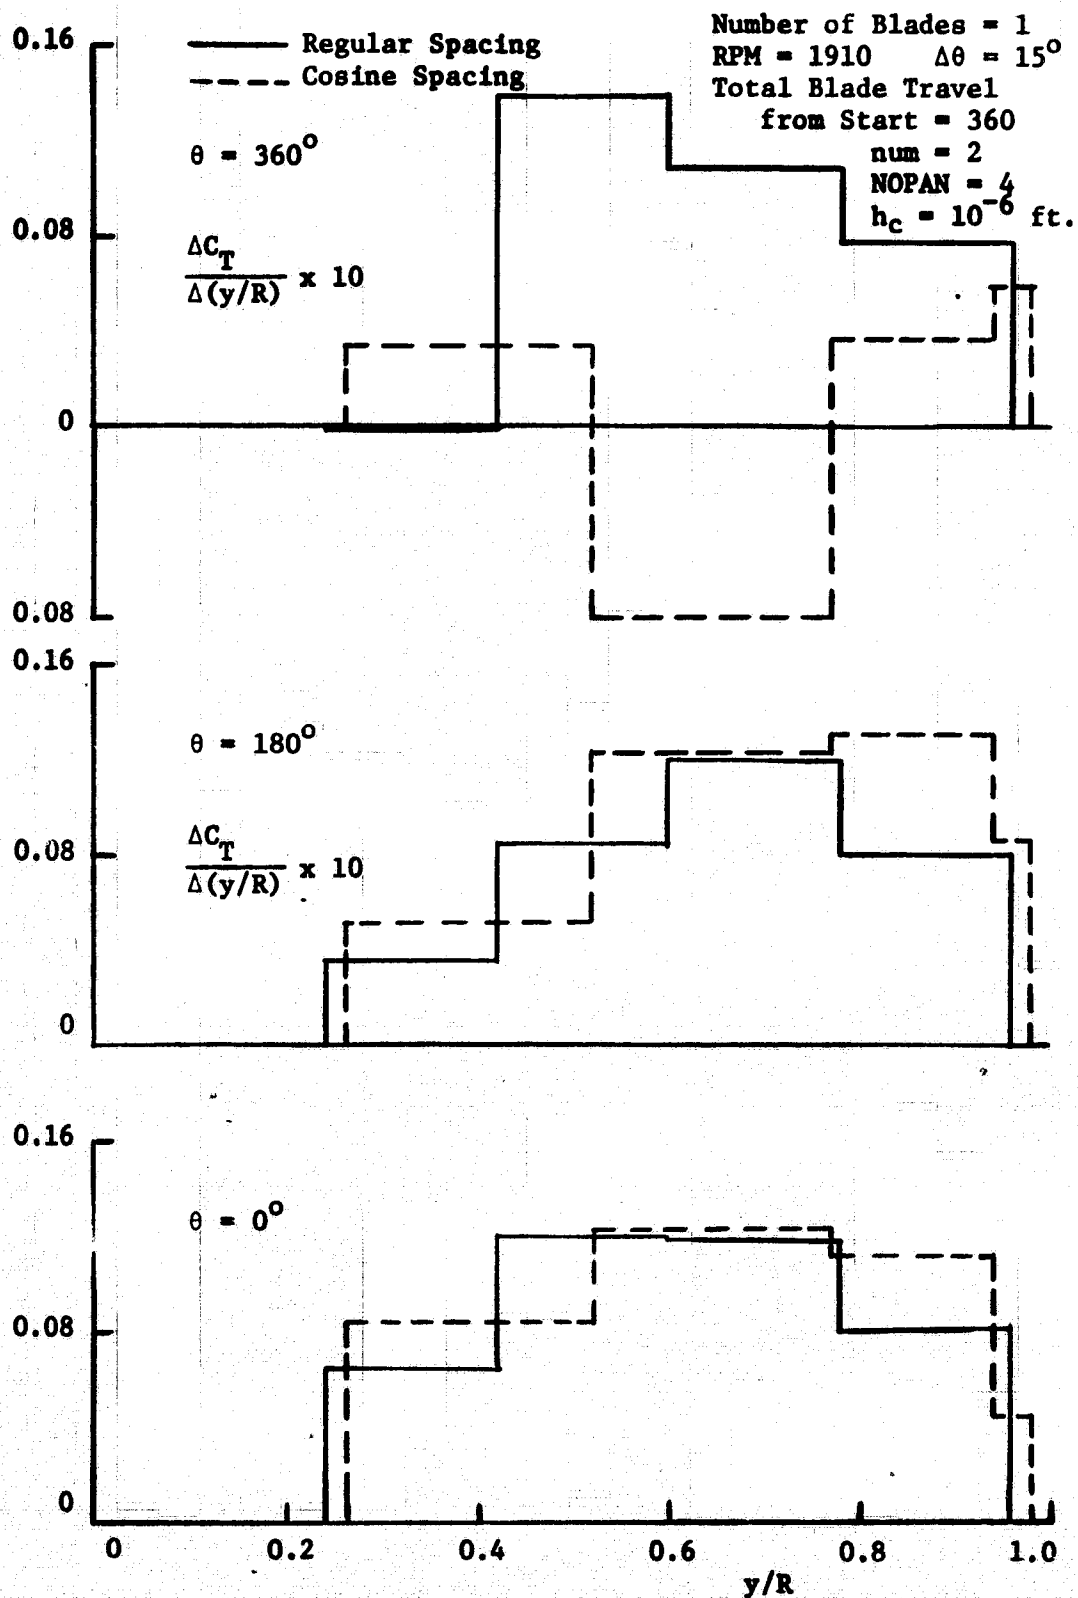 0.16
Regular Spacing
Cosine Spacing
Number of Blades = 1
RPM = 1910 Δθ = 15°
Total Blade Travel
from Start = 360
num = 2
NOPAN = 4
h_c = 10^-6 ft.
θ = 360°
0.08
ΔC_T
Δ(y/R) x 10
0
0.08
0.16
θ = 180°
0.08
ΔC_T
Δ(y/R) x 10
0
0.16
θ = 0°
0.08
0
0 0.2 0.4 0.6 0.8 1.0
y/R